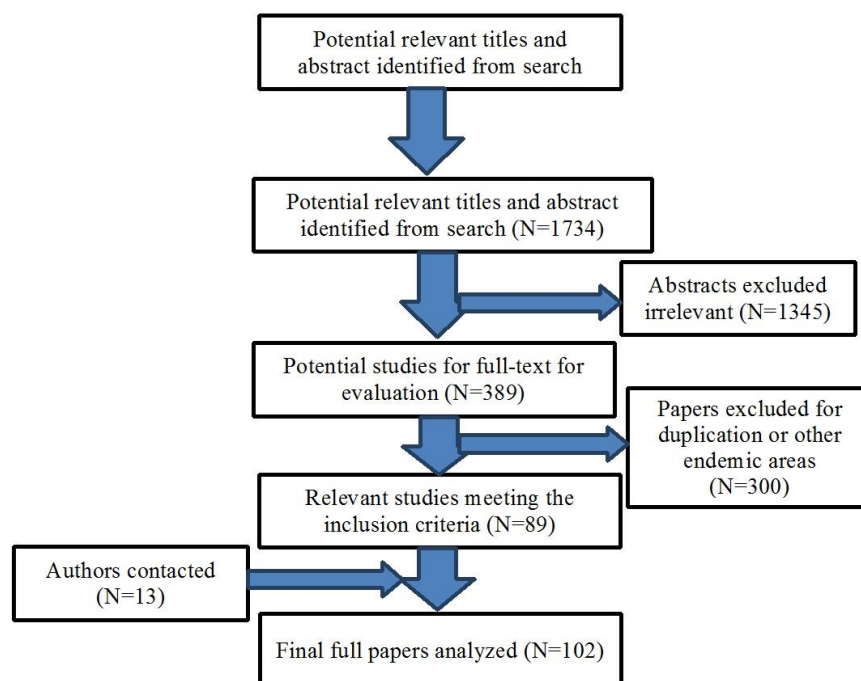 Potential relevant titles and
abstract identified from search
Potential relevant titles and abstract
identified from search (N=1734)
Abstracts excluded
irrelevant (N=1345)
Potential studies for full-text for
evaluation (N=389)
Papers excluded for
duplication or other
endemic areas
(N=300)
Relevant studies meeting the
inclusion criteria (N=89)
Authors contacted
(N=13)
Final full papers analyzed (N=102)